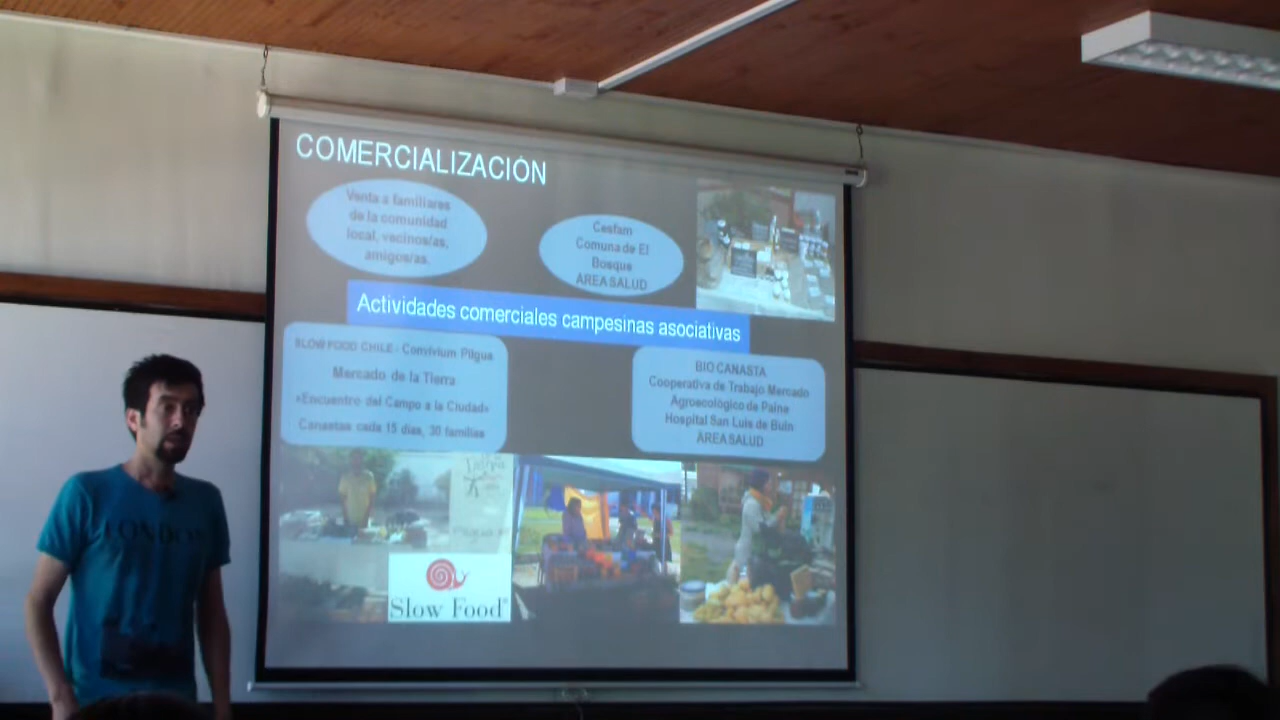 COMERCIALIZACIÓN
Venta a familiares
de la comunidad
local, vecinos/as,
amigos/as.
Cesfam
Comuna de El
Bosque
ÁREA SALUD
Actividades comerciales campesinas asociativas
SLOW FOOD CHILE - Convivium Pilgua
Mercado de la Tierra
«Encuentro del Campo a la Ciudad»
Canastas cada 15 días, 30 familias
BIO CANASTA
Cooperativa de Trabajo Mercado
Agroecológico de Paine
Hospital San Luis de Buin
ÁREA SALUD
Slow Food®
LONDON